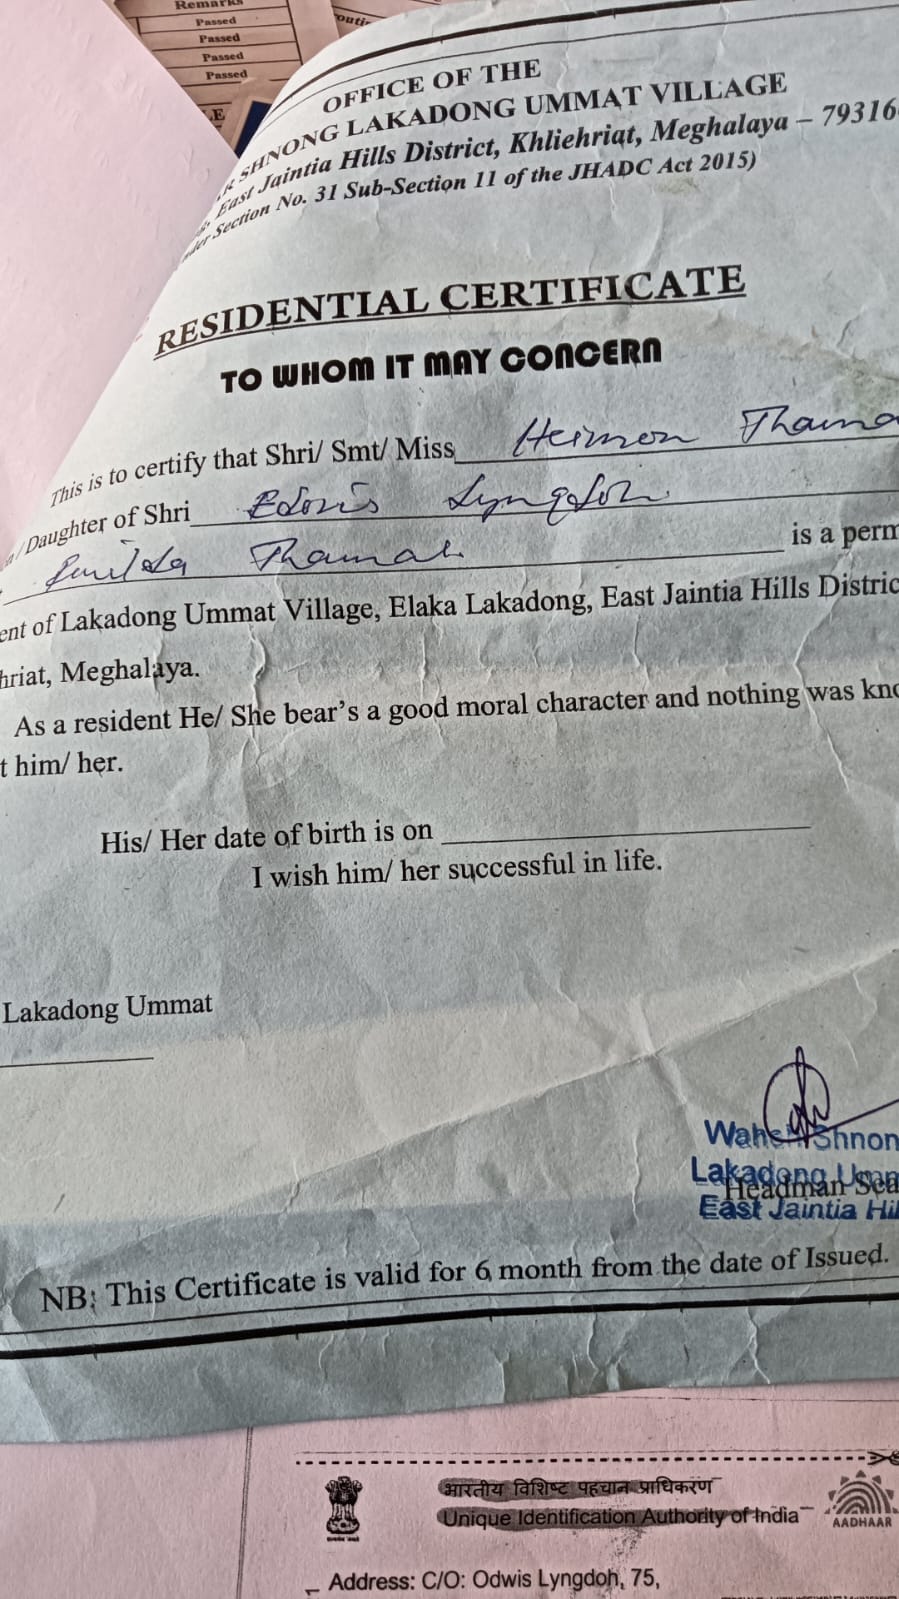 Remarks
Passed
Passed
Passed
Passed
OFFICE OF THE
SHNONG LAKADONG UMMAT VILLAGE
East Jaintia Hills District, Khliehriat, Meghalaya – 79316
Section No. 31 Sub-Section 11 of the JHADC Act 2015)
RESIDENTIAL CERTIFICATE
TO WHOM IT MAY CONCERN
This is to certify that Shri/ Smt/ Miss Heimon Thama
/ Daughter of Shri Lyngdoh
Thamar. is a perm
ent of Lakadong Ummat Village, Elaka Lakadong, East Jaintia Hills Distric
hriat, Meghalaya.
As a resident He/ She bear's a good moral character and nothing was kno
t him/ her.
His/ Her date of birth is on
I wish him/ her successful in life.
Lakadong Ummat
Waheh Shnon
Lakadong Umm
Headman Sea
East Jaintia Hil
NB: This Certificate is valid for 6 month from the date of Issued.
भारतीय विशिष्ट पहचान प्राधिकरण
Unique Identification Authority of India
AADHAAR
Address: C/O: Odwis Lyngdoh, 75,